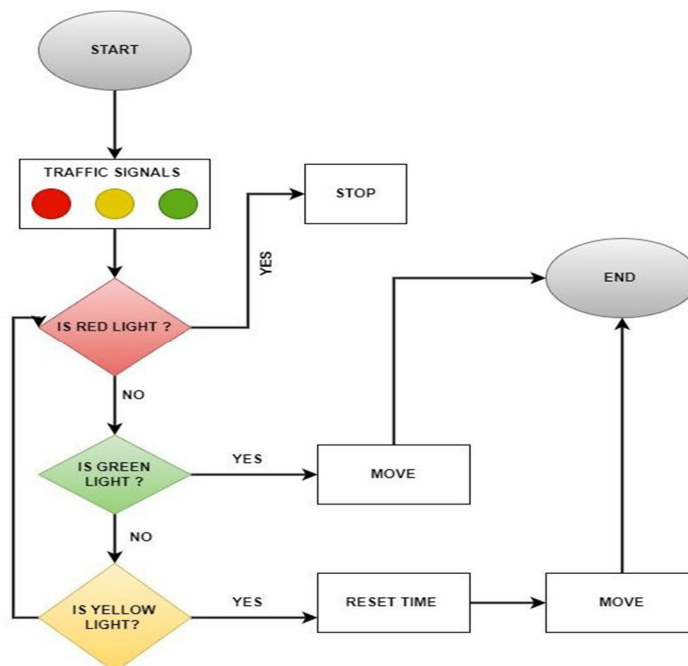 START
TRAFFIC SIGNALS
STOP
YES
END
IS RED LIGHT ?
NO
IS GREEN
LIGHT ?
YES
MOVE
NO
IS YELLOW
LIGHT?
YES
RESET TIME
MOVE